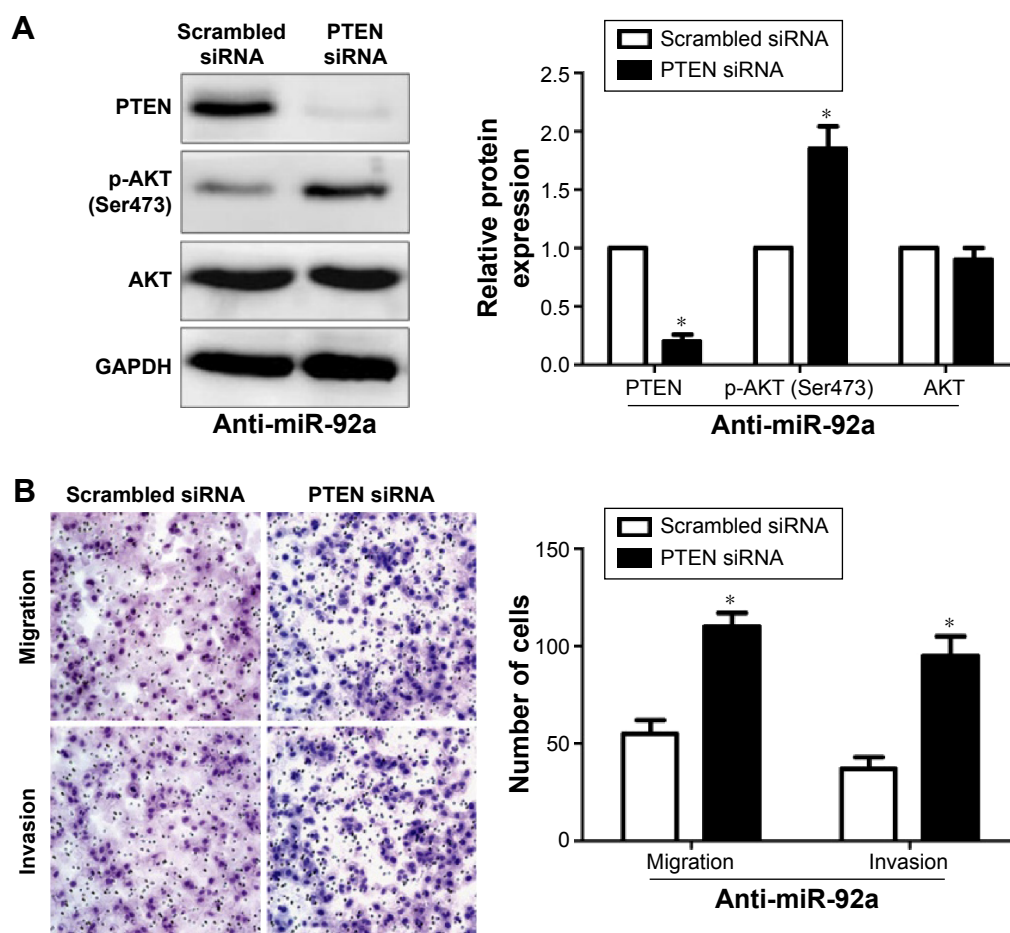 A
Scrambled
siRNA
PTEN
siRNA
PTEN
p-AKT
(Ser473)
AKT
GAPDH
Anti-miR-92a
Scrambled siRNA
PTEN siRNA
Relative protein
expression
2.5
2.0
1.5
1.0
0.5
0.0
*
*
PTEN
p-AKT (Ser473)
AKT
Anti-miR-92a
B
Scrambled siRNA
PTEN siRNA
Migration
Invasion
Scrambled siRNA
PTEN siRNA
Number of cells
150
100
50
0
*
*
Migration
Invasion
Anti-miR-92a